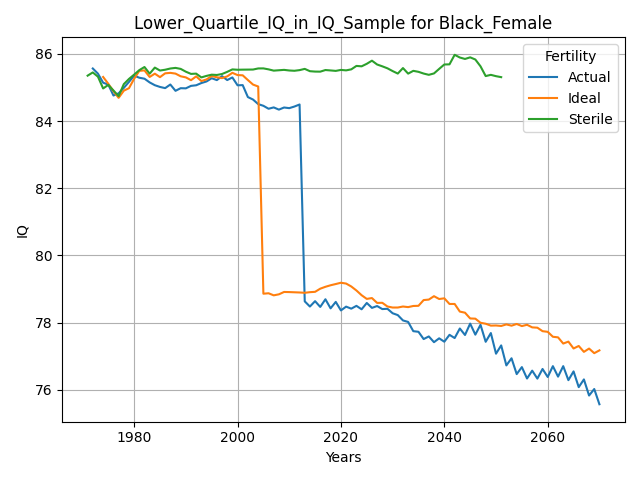 Lower_Quartile_IQ_in_IQ_Sample for Black_Female
Fertility
Actual
Ideal
Sterile
IQ
86
84
82
80
78
76
1980
2000
2020
2040
2060
Years